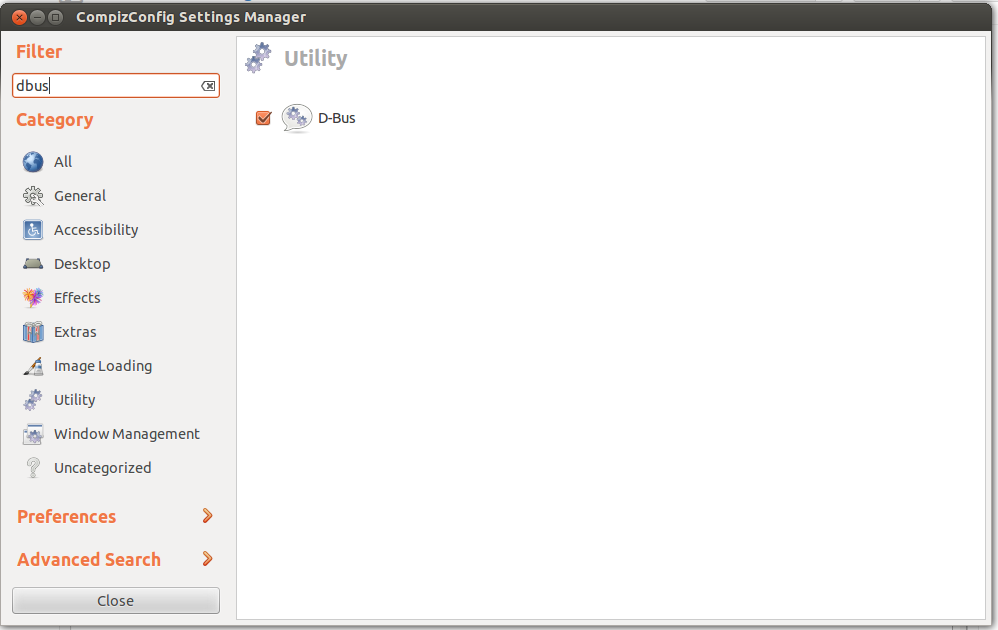 CompizConfig Settings Manager
Filter
dbus
Category
All
General
Accessibility
Desktop
Effects
Extras
Image Loading
Utility
Window Management
Uncategorized
Preferences
Advanced Search
Close
Utility
D-Bus